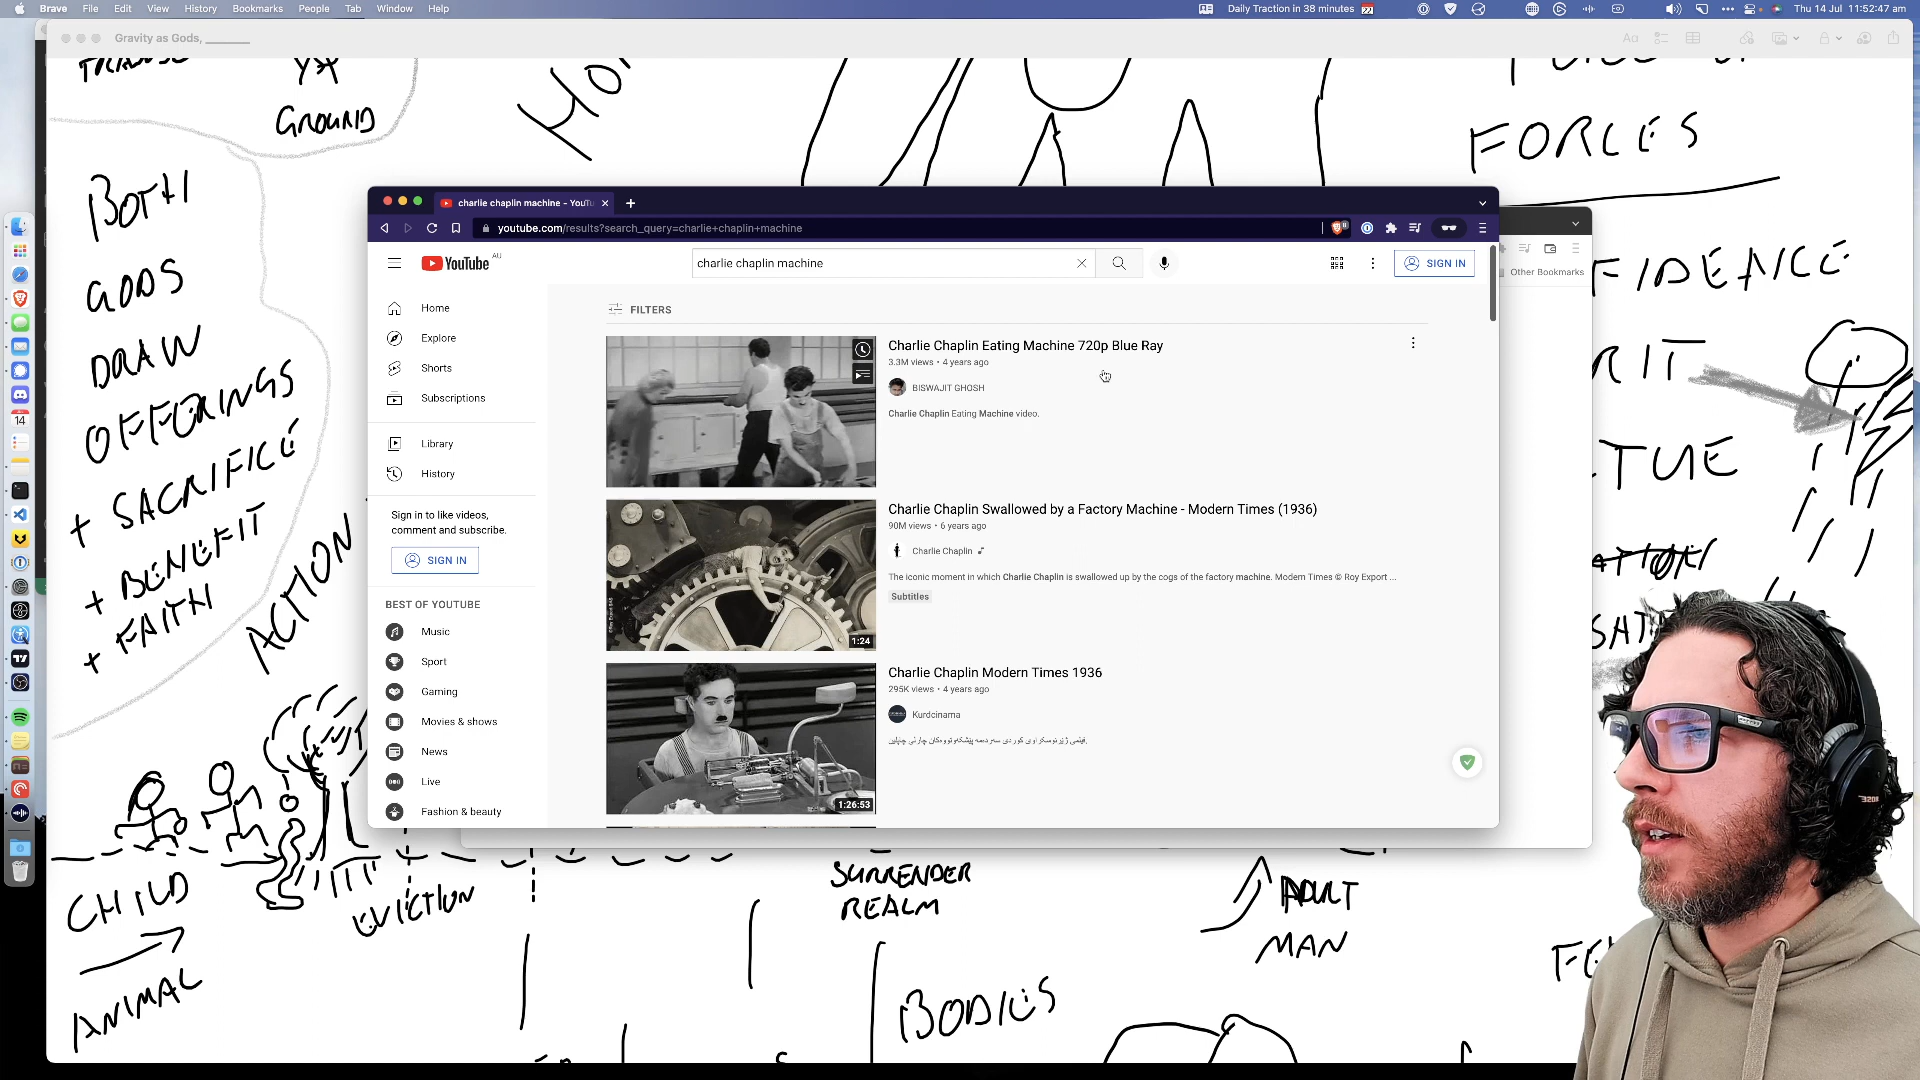 Brave File Edit View History Bookmarks People Tab Window Help
Daily Traction in 38 minutes
22
Thu 14 Jul 11:52:47 am
Gravity as Gods, _______
Aa
GROUND
FORCES
BOTH
GODS
DRAW
OFFERINGS
+ SACRIFICE
+ BENEFIT
+ FAITH
ACTION
charlie chaplin machine - YouTu
youtube.com/results?search_query=charlie+chaplin+machine
Other Bookmarks
YouTube AU
charlie chaplin machine
SIGN IN
Home
Explore
Shorts
Subscriptions
Library
History
Sign in to like videos,
comment and subscribe.
SIGN IN
BEST OF YOUTUBE
Music
Sport
Gaming
Movies & shows
News
Live
Fashion & beauty
FILTERS
Charlie Chaplin Eating Machine 720p Blue Ray
3.3M views • 4 years ago
BISWAJIT GHOSH
Charlie Chaplin Eating Machine video.
Charlie Chaplin Swallowed by a Factory Machine - Modern Times (1936)
90M views • 6 years ago
Charlie Chaplin
The iconic moment in which Charlie Chaplin is swallowed up by the cogs of the factory machine. Modern Times © Roy Export ...
Subtitles
1:24
Charlie Chaplin Modern Times 1936
295K views • 4 years ago
Kurdcinama
1:26:53
FIDENCE
RIT
TUE
CHILD
ANIMAL
EVICTION
SURRENDER
REALM
ADULT
MAN
BODIES